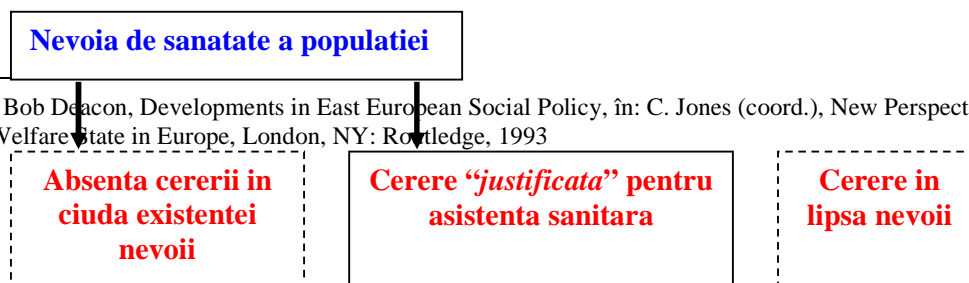 Nevoia de sanatate a populatiei
Bob Deacon, Developments in East European Social Policy, în: C. Jones (coord.), New Perspect
Welfare State in Europe, London, NY: Routledge, 1993
Absenta cererii in
ciuda existentei
nevoii
Cerere “justificata” pentru
asistenta sanitara
Cerere in
lipsa nevoii